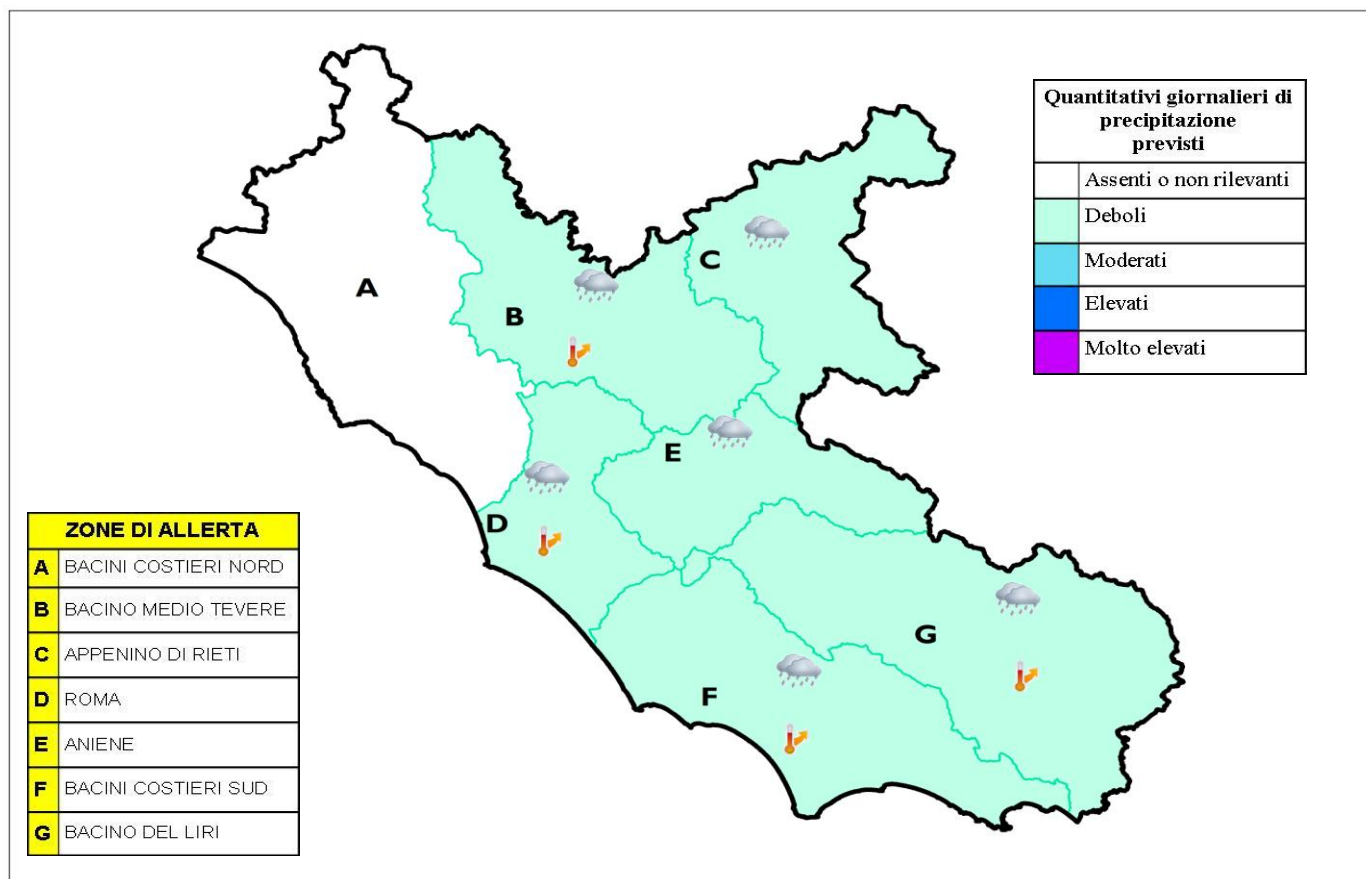 Quantitativi giornalieri di
precipitazione
previsti
Assenti o non rilevanti
Deboli
Moderati
Elevati
Molto elevati
A
B
C
D
E
F
G
ZONE DI ALLERTA
A BACINI COSTIERI NORD
B BACINO MEDIO TEVERE
C APPENINO DI RIETI
D ROMA
E ANIENE
F BACINI COSTIERI SUD
G BACINO DEL LIRI